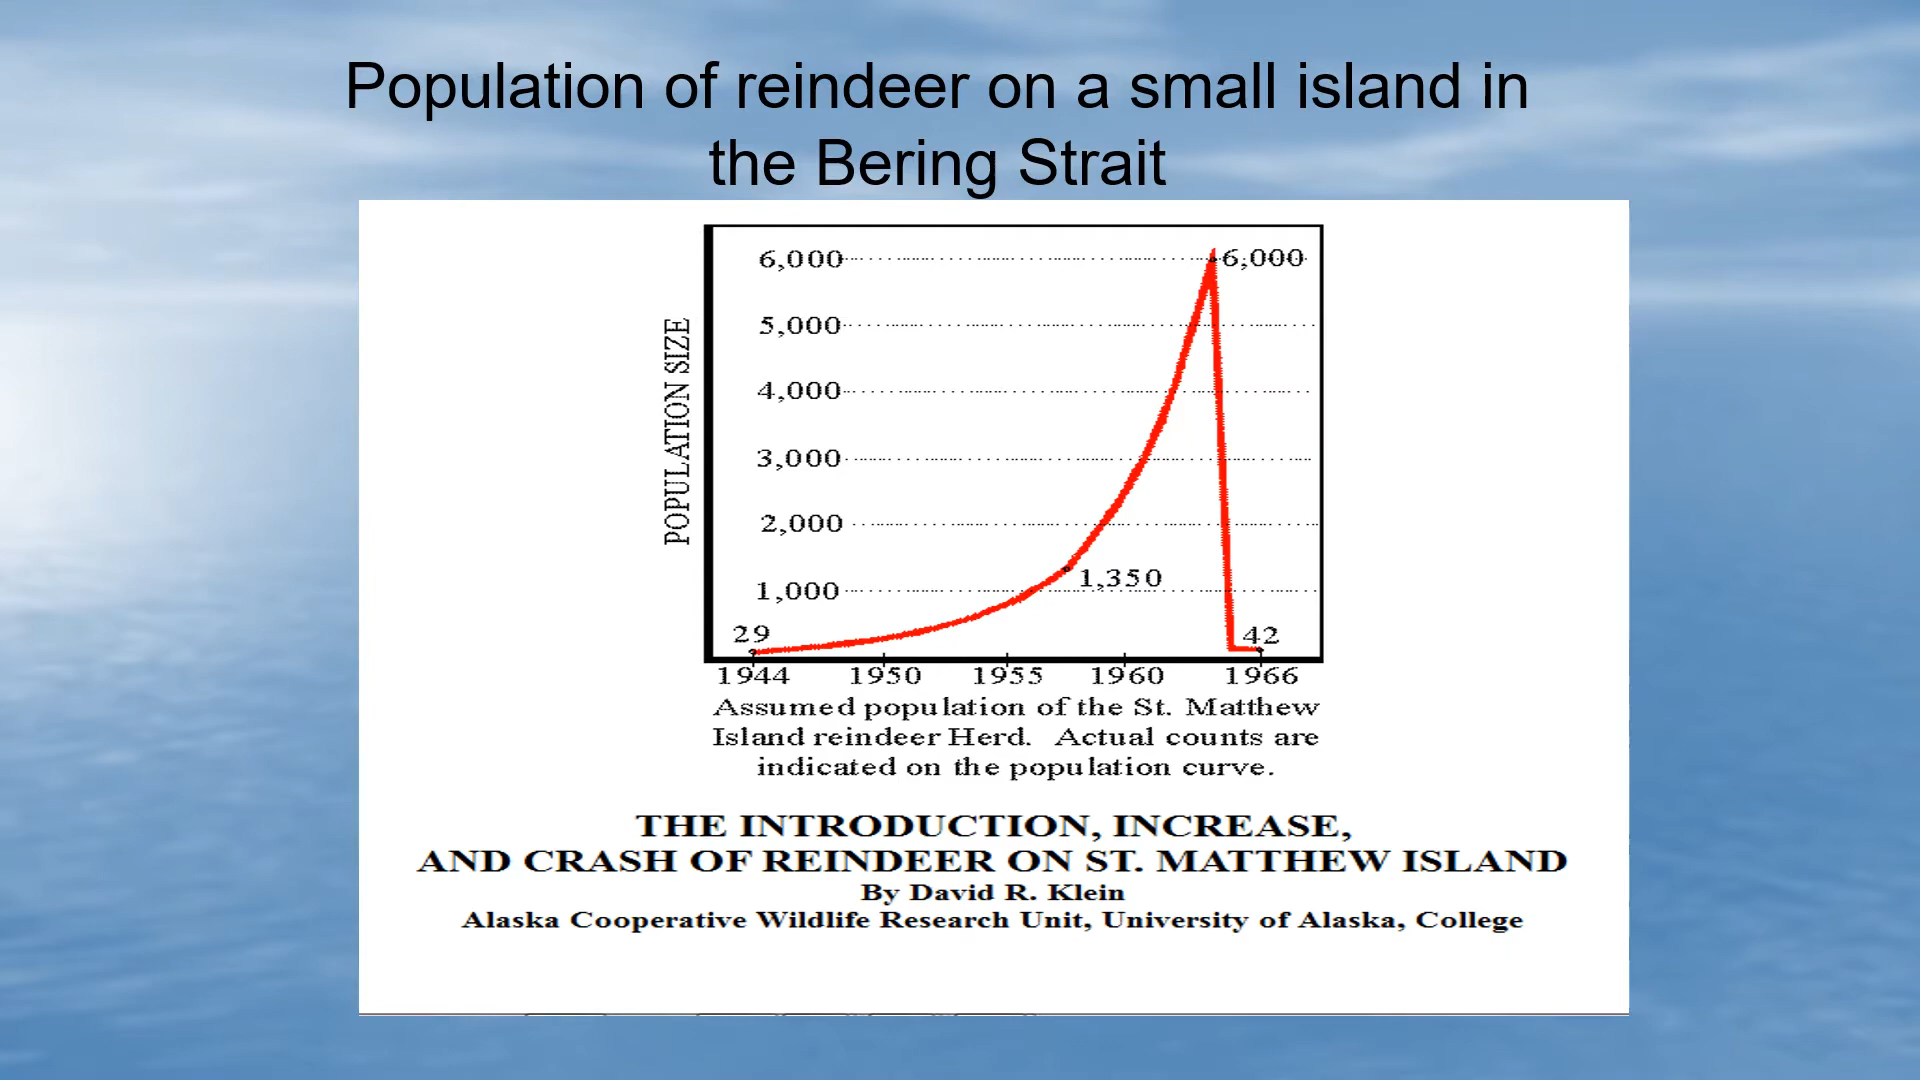 Population of reindeer on a small island in
the Bering Strait
POPULATION SIZE
6,000
6,000
5,000
4,000
3,000
2,000
1,350
1,000
29
42
1944 1950 1955 1960 1966
Assumed population of the St. Matthew
Island reindeer Herd. Actual counts are
indicated on the population curve.
THE INTRODUCTION, INCREASE,
AND CRASH OF REINDEER ON ST. MATTHEW ISLAND
By David R. Klein
Alaska Cooperative Wildlife Research Unit, University of Alaska, College